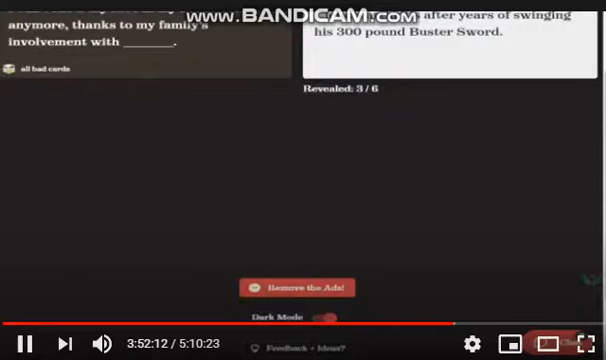 www.BANDICAM.com
anymore, thanks to my family's
involvement with ________.
all bad cards
after years of swinging
his 300 pound Buster Sword.
Revealed: 3 / 6
Remove the Ads!
Dark Mode
Feedback + Ideas?
3:52:12 / 5:10:23